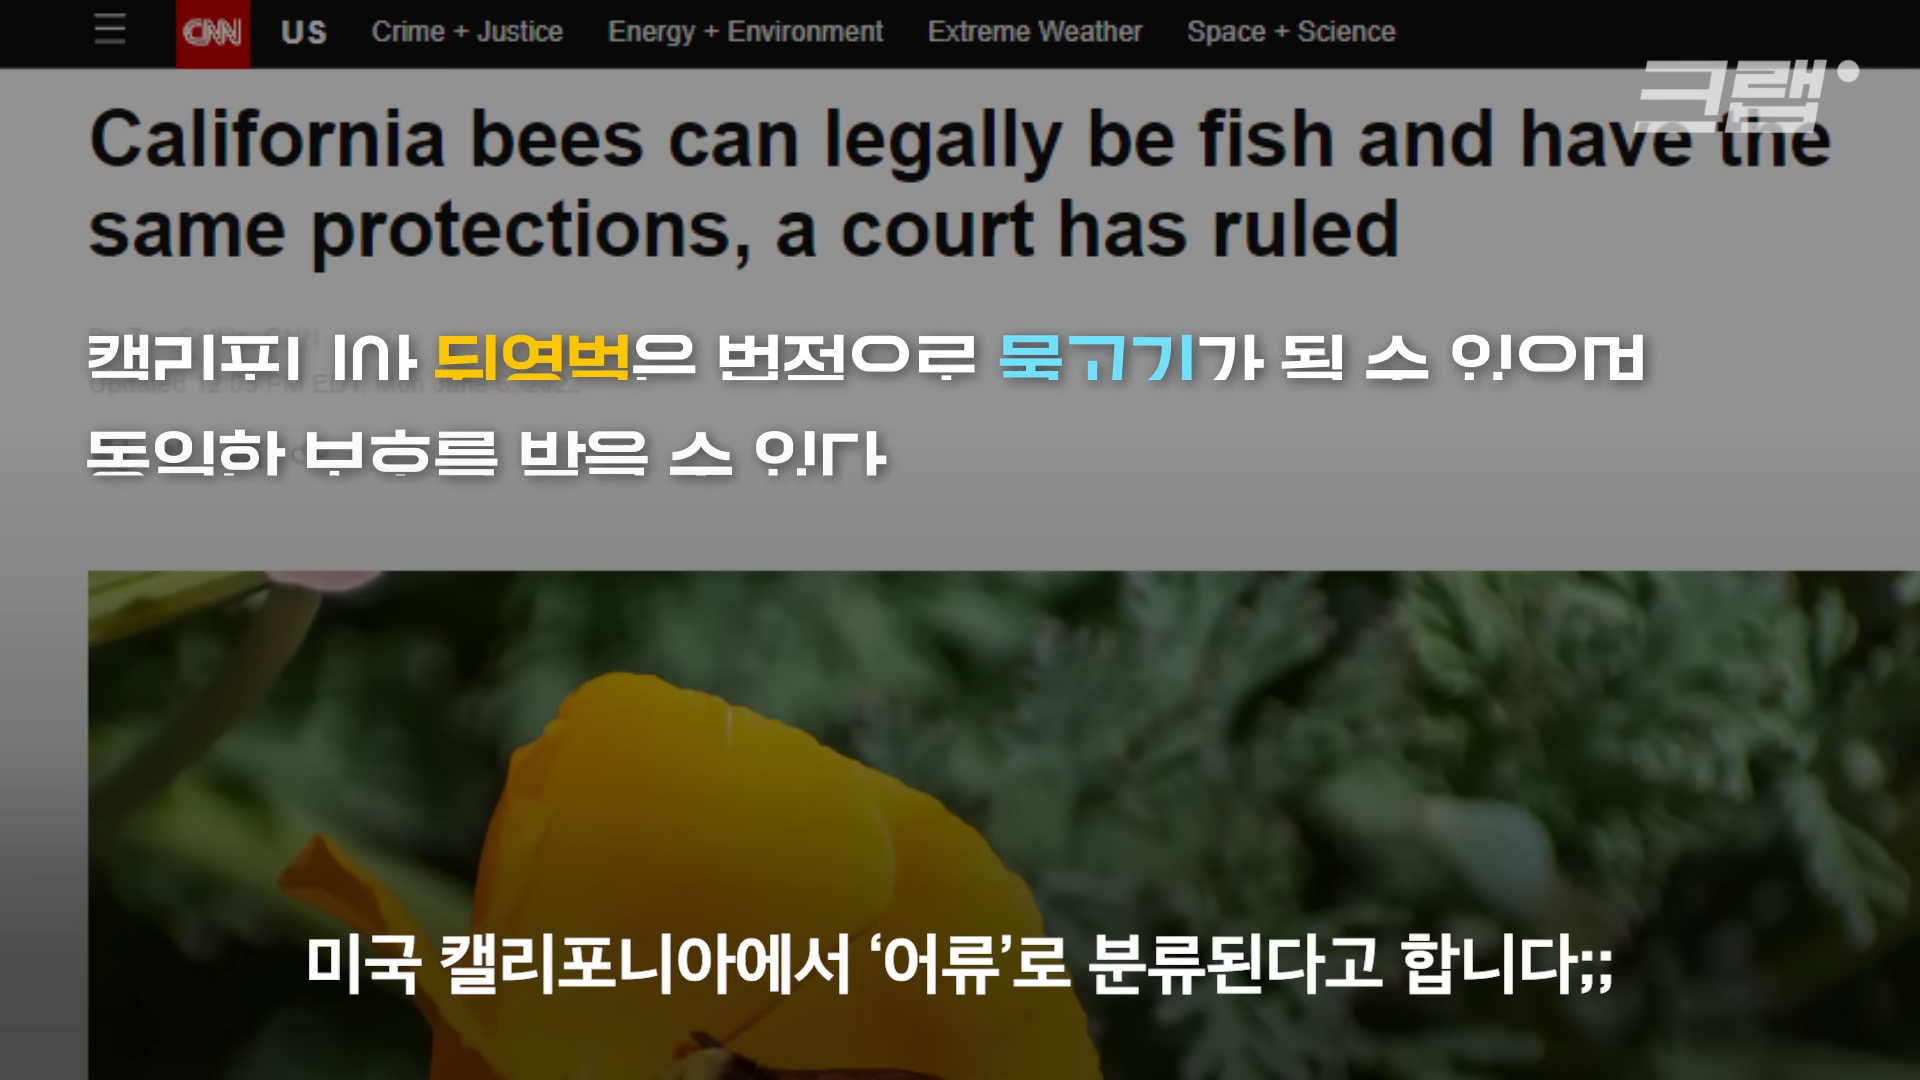 CNN US Crime + Justice Energy + Environment Extreme Weather Space + Science
크랩
California bees can legally be fish and have the
same protections, a court has ruled
캘리포니아 뒤영벌은 법적으로 물고기가 될 수 있으며
동일한 보호를 받을 수 있다
미국 캘리포니아에서 ‘어류’로 분류된다고 합니다;;